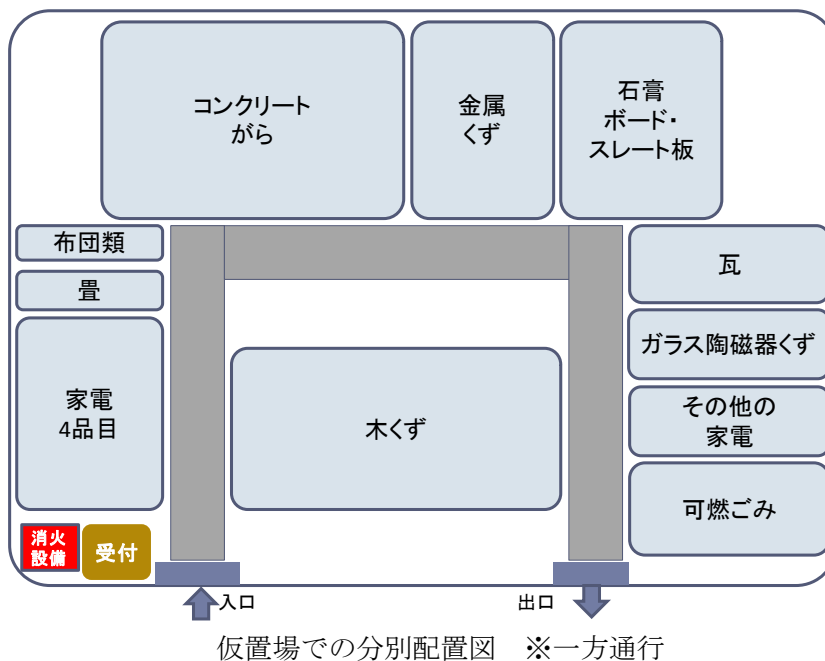 コンクリート
がら
金属
くず
石膏
ボード・
スレート板
布団類
畳
家電
4品目
木くず
瓦
ガラス陶磁器くず
その他の
家電
可燃ごみ
消火
設備
受付
入口
出口
仮置場での分別配置図　※一方通行